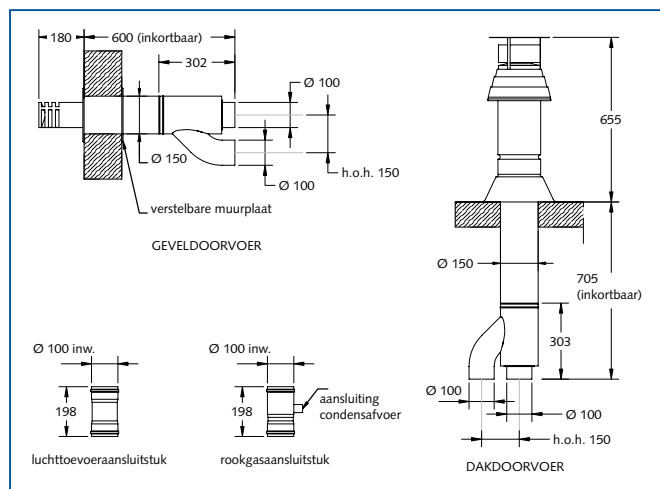 180
600 (inkortbaar)
302
Ø 100
Ø 150
Ø 100
h.o.h. 150
verstelbare muurplaat
GEVELDOORVOER
655
Ø 150
705
(inkortbaar)
303
Ø 100
Ø 100
h.o.h. 150
DAKDOORVOER
Ø 100 inw.
198
luchttoevoeraansluitstuk
Ø 100 inw.
198
aansluiting
condensafvoer
rookgasaansluitstuk